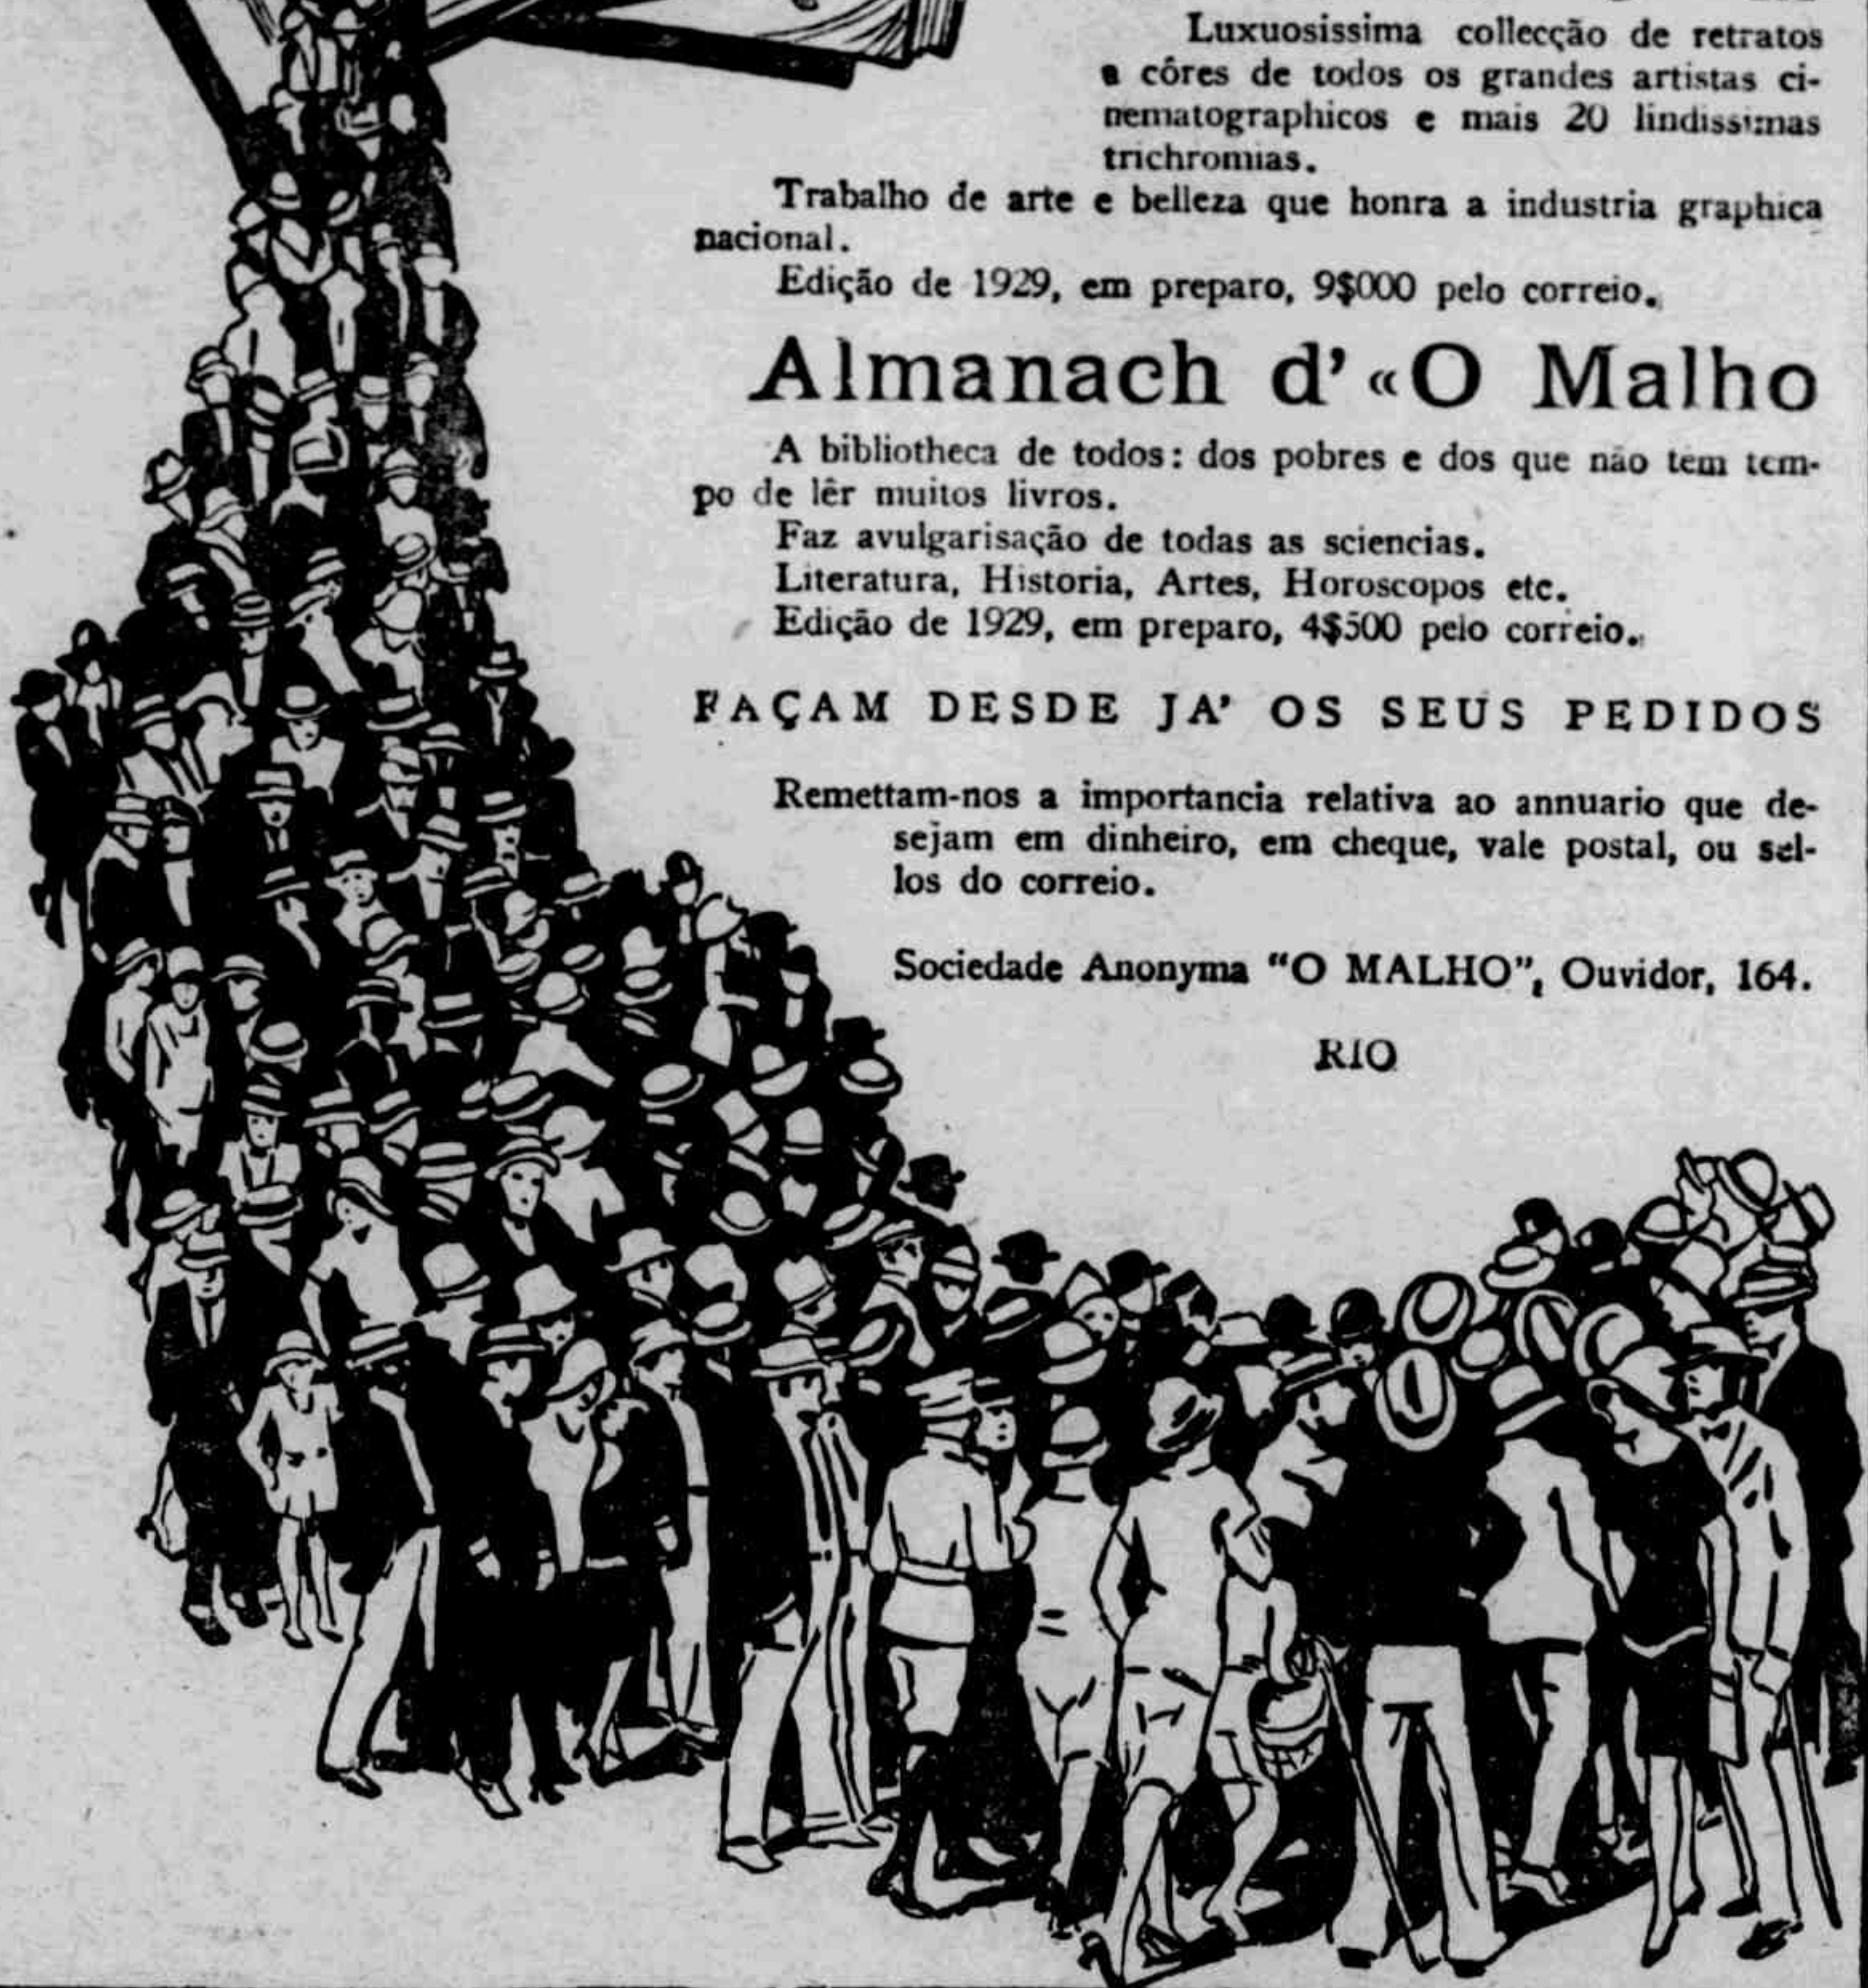 Luxuosissima collecção de retratos
a côres de todos os grandes artistas ci-
nematographicos e mais 20 lindissimas
trichromias.
Trabalho de arte e belleza que honra a industria graphica
nacional.
Edição de 1929, em preparo, 9$000 pelo correio.
Almanach d' «O Malho
A bibliotheca de todos: dos pobres e dos que não tem tem-
po de lêr muitos livros.
Faz avulgarisação de todas as sciencias.
Literatura, Historia, Artes, Horoscopos etc.
Edição de 1929, em preparo, 4$500 pelo correio.
FAÇAM DESDE JA' OS SEUS PEDIDOS
Remettam-nos a importancia relativa ao annuario que de-
sejam em dinheiro, em cheque, vale postal, ou sel-
los do correio.
Sociedade Anonyma "O MALHO", Ouvidor, 164.
RIO